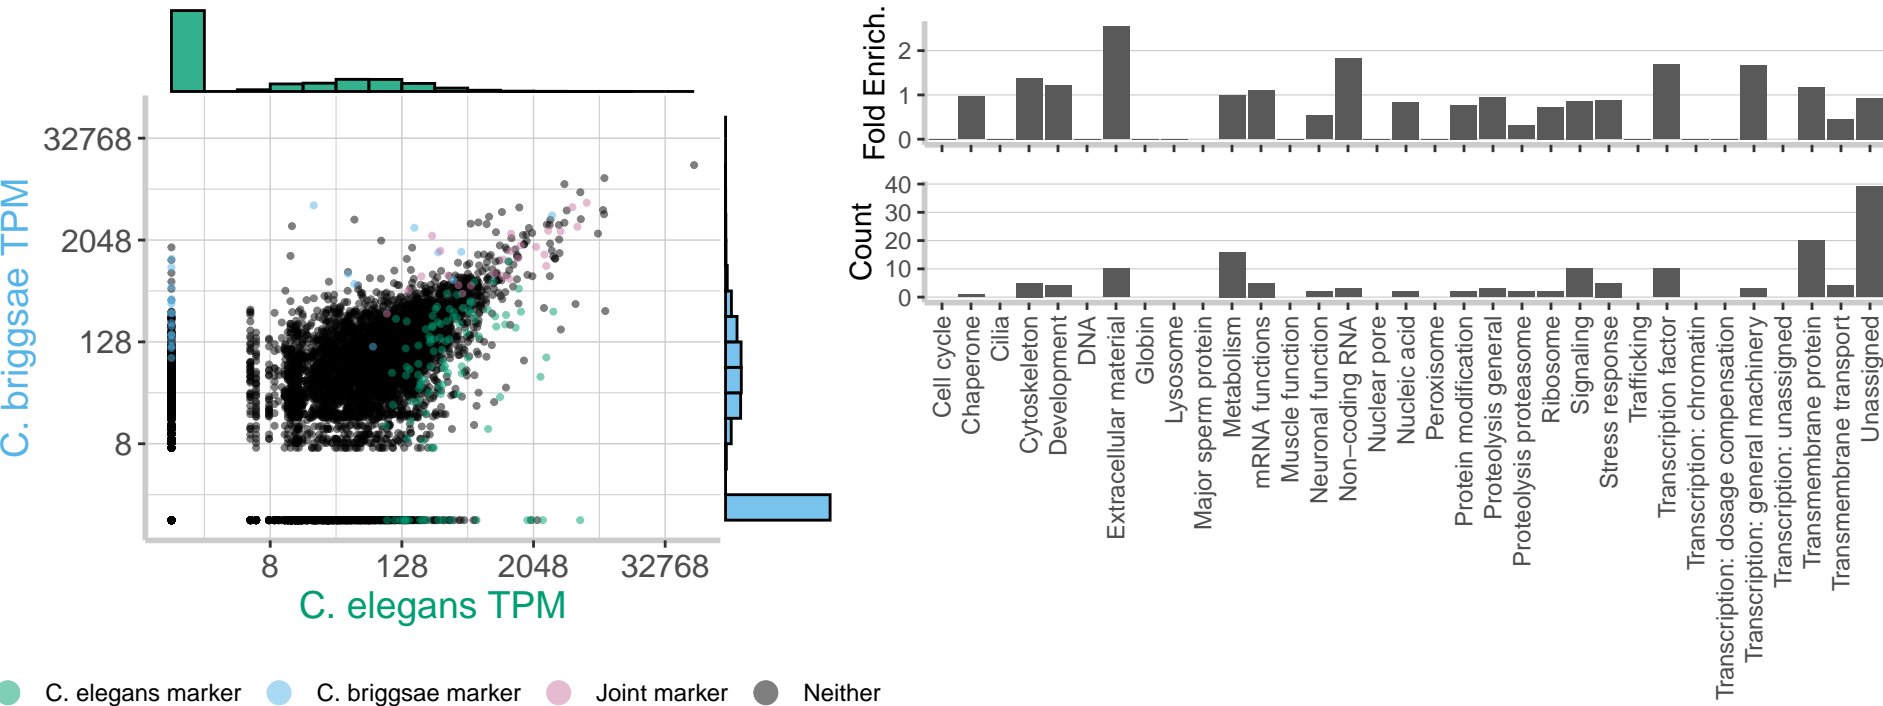 32768
2048
128
8
C. briggsae TPM
8
128
2048
32768
C. elegans TPM
C. elegans marker
C. briggsae marker
Joint marker
Neither
Fold Enrich.
2
1
0
Count
40
30
20
10
0
Cell cycle
Chaperone
Cilia
Cytoskeleton
Development
DNA
Extracellular material
Globin
Lysosome
Major sperm protein
Metabolism
mRNA functions
Muscle function
Neuronal function
Non−coding RNA
Nuclear pore
Nucleic acid
Peroxisome
Protein modification
Proteolysis general
Proteolysis proteasome
Ribosome
Signaling
Stress response
Trafficking
Transcription factor
Transcription: chromatin
Transcription: dosage compensation
Transcription: general machinery
Transcription: unassigned
Transmembrane protein
Transmembrane transport
Unassigned